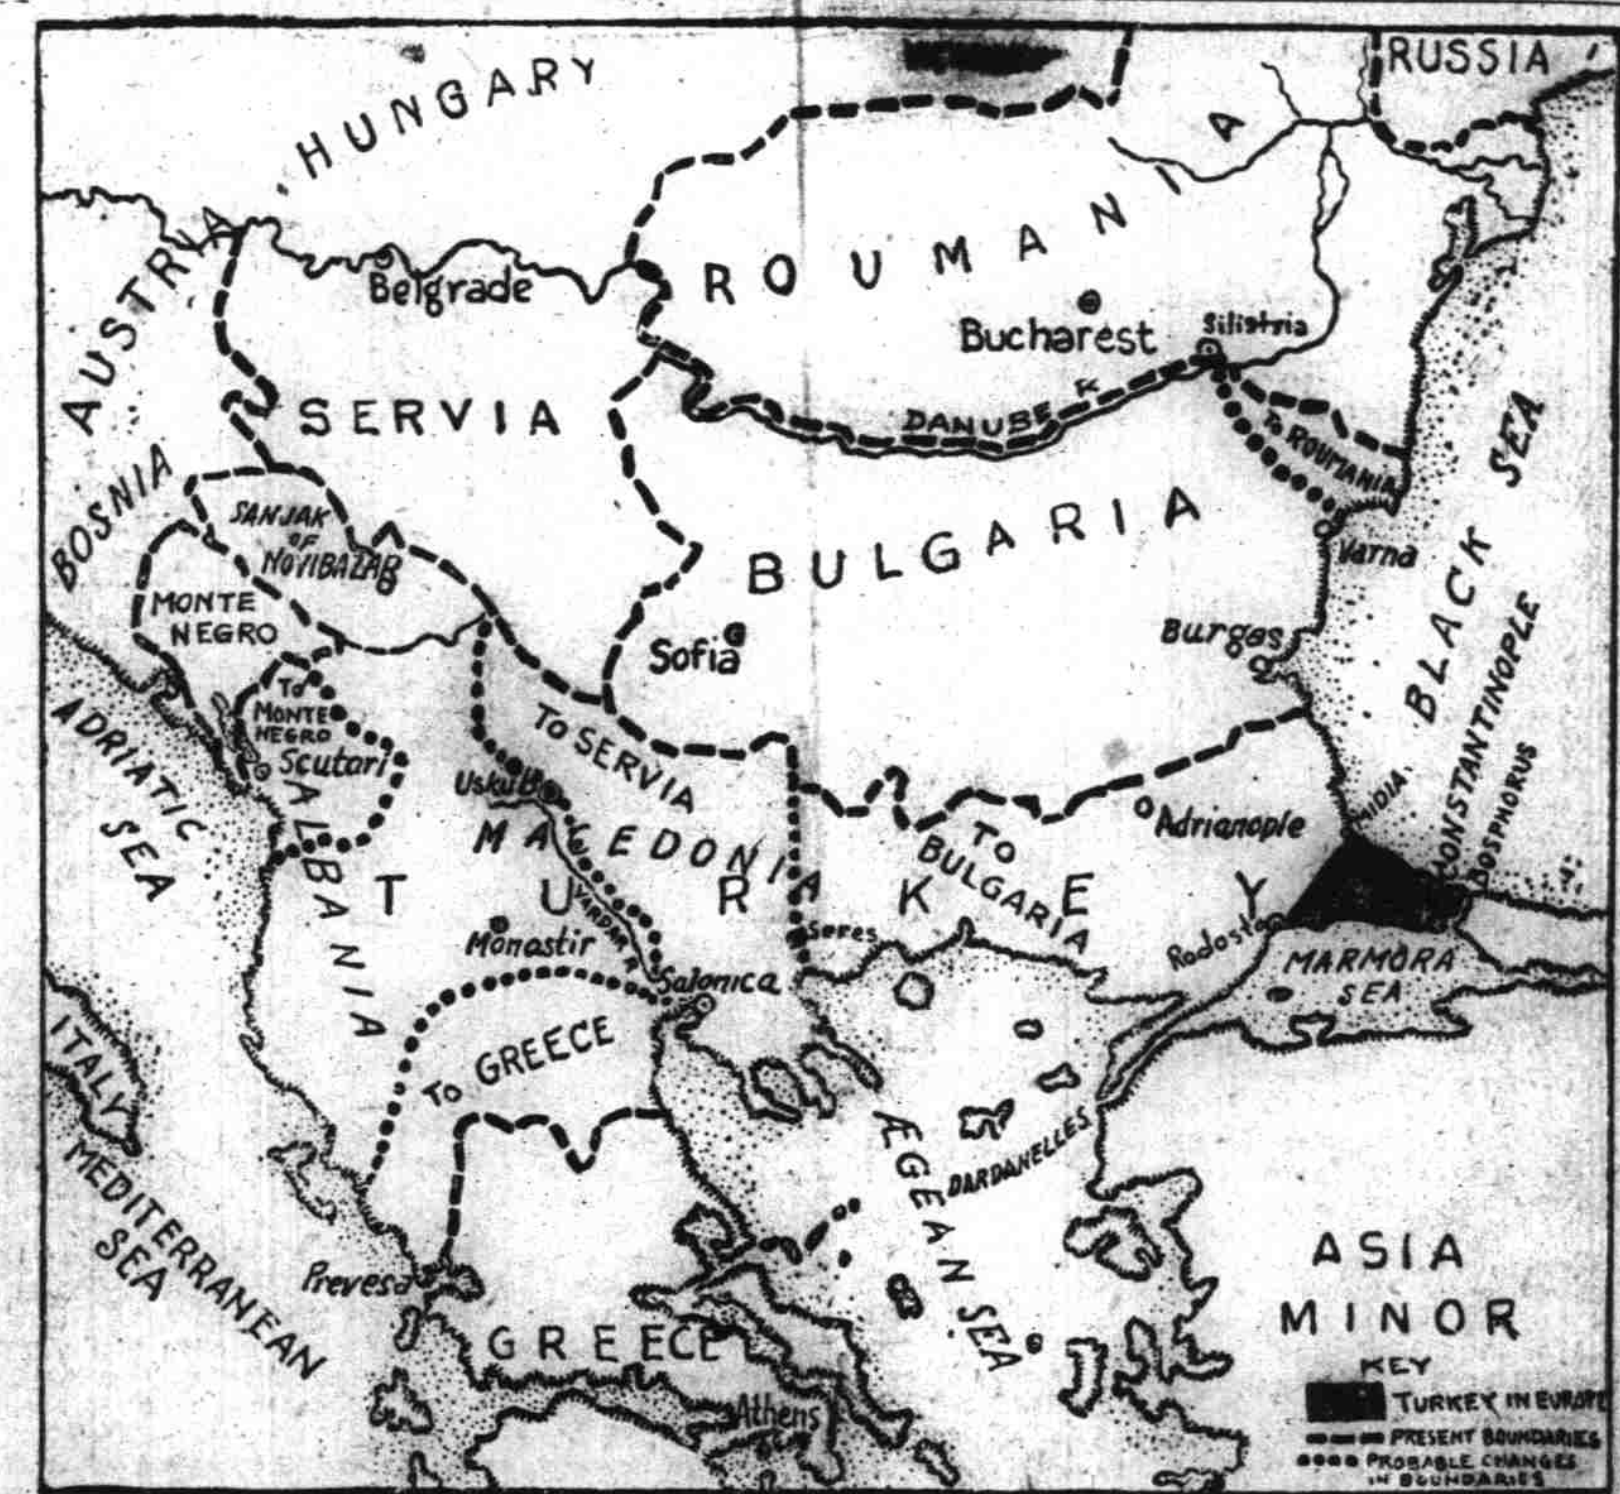 HUNGARY
RUSSIA
AUSTRIA
ROUMANIA
Belgrade
Bucharest
Silistria
SERVIA
DANUBE R
TO ROUMANIA
BLACK SEA
BOSNIA
SANJAK
OF
NOVIBAZAR
BULGARIA
Varna
MONTE
NEGRO
Sofia
Burgas
TO
MONTE
NEGRO
Scutari
TO SERVIA
ADRIATIC
SEA
Uskub
MACEDONIA
Adrianople
MIDIA
CONSTANTINOPLE
BOSPHORUS
ALBANIA
TURKEY
TO
BULGARIA
VARDAR R
Monastir
Seres
Rodosto
Salonica
MARMORA
SEA
ITALY
TO GREECE
ÆGEAN SEA
DARDANELLES
MEDITERRANEAN
SEA
Prevesa
GREECE
Athens
ASIA
MINOR
KEY
TURKEY IN EUROPE
PRESENT BOUNDARIES
PROBABLE CHANGES
IN BOUNDARIES